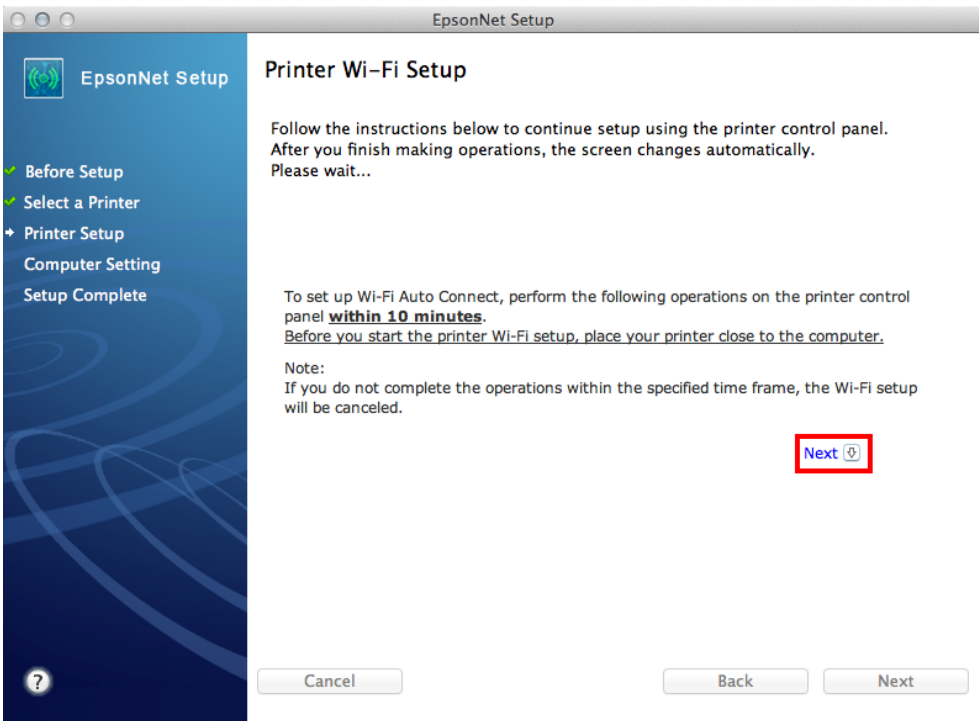 EpsonNet Setup
EpsonNet Setup
Before Setup
Select a Printer
Printer Setup
Computer Setting
Setup Complete
?
Printer Wi-Fi Setup
Follow the instructions below to continue setup using the printer control panel.
After you finish making operations, the screen changes automatically.
Please wait...
To set up Wi-Fi Auto Connect, perform the following operations on the printer control
panel within 10 minutes.
Before you start the printer Wi-Fi setup, place your printer close to the computer.
Note:
If you do not complete the operations within the specified time frame, the Wi-Fi setup
will be canceled.
Next
Cancel
Back
Next